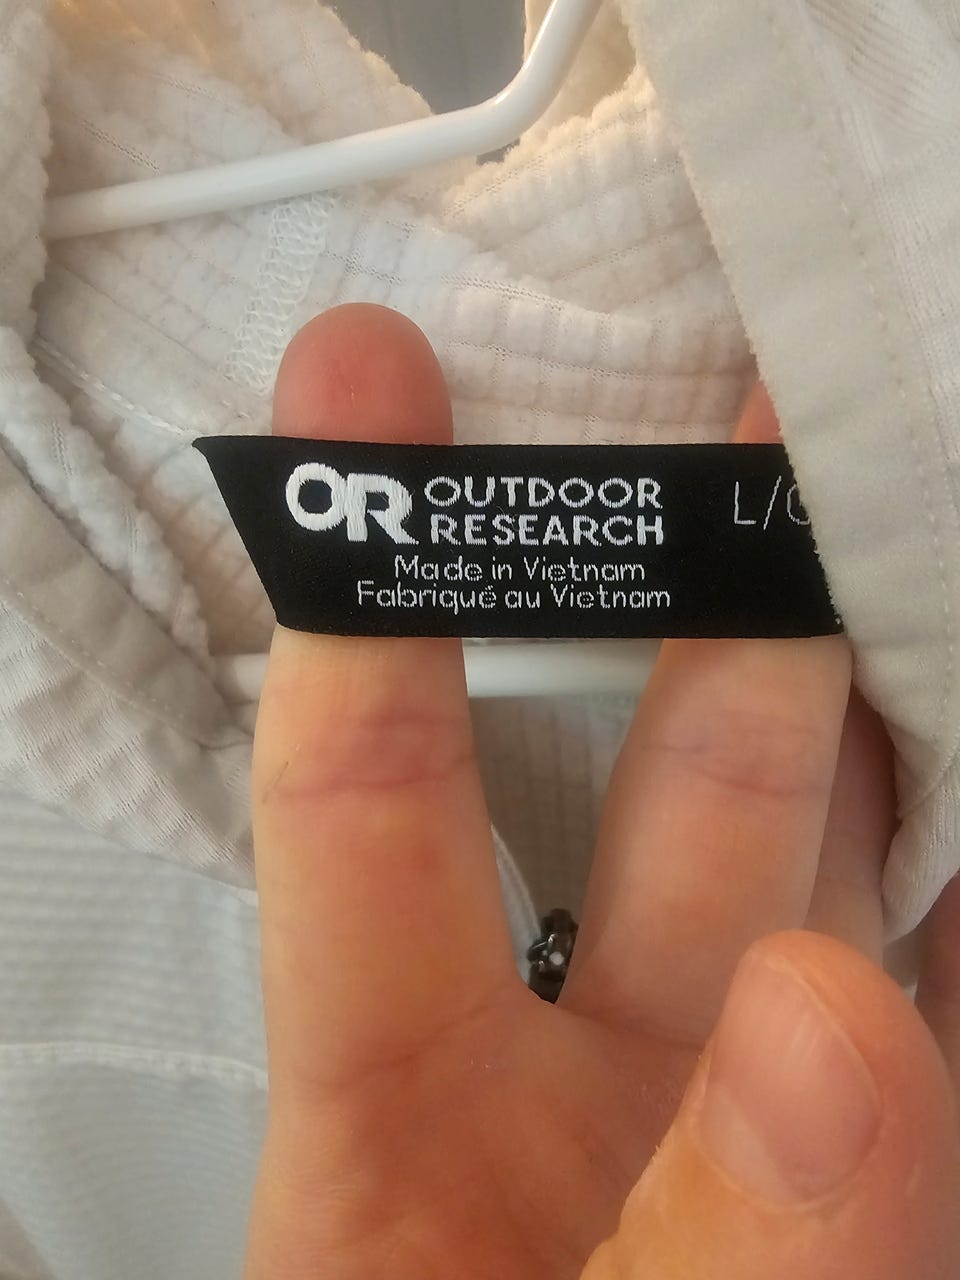 OR OUTDOOR
RESEARCH
L/
Made in Vietnam
Fabriqué au Vietnam